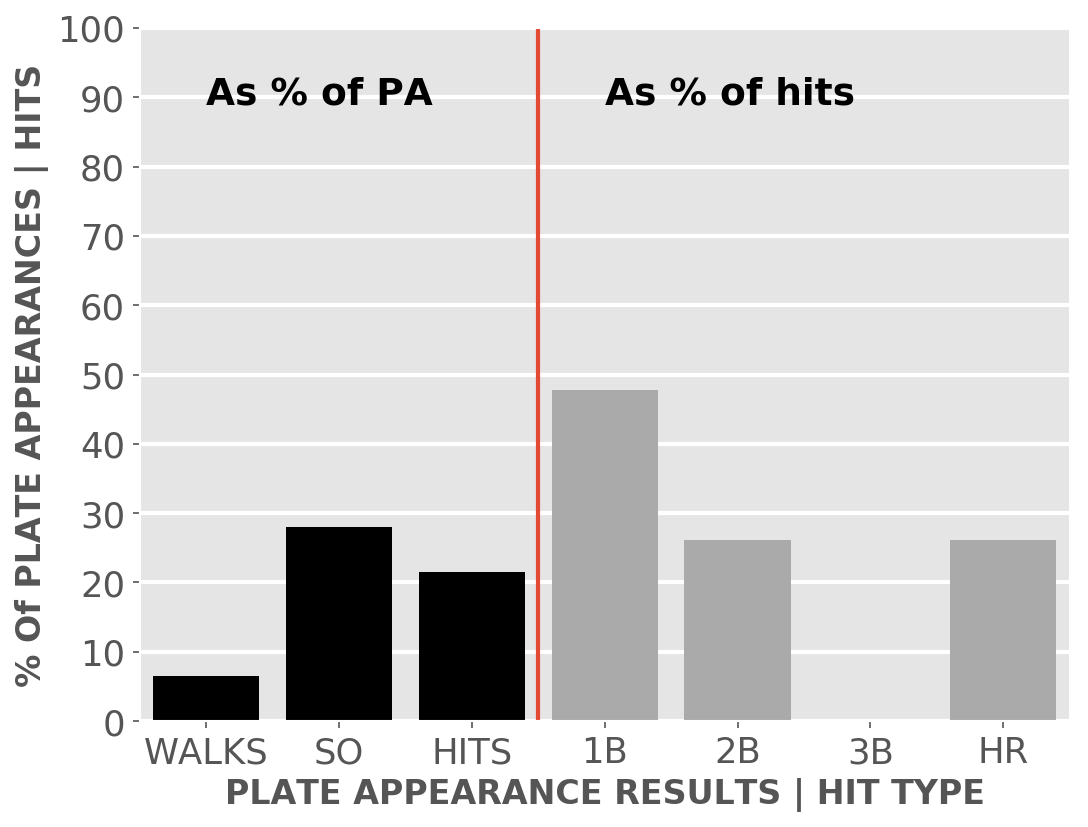 100
As % of PA
As % of hits
90
80
70
60
50
40
30
20
10
0
% Of PLATE APPEARANCES | HITS
WALKS SO HITS 1B 2B 3B HR
PLATE APPEARANCE RESULTS | HIT TYPE